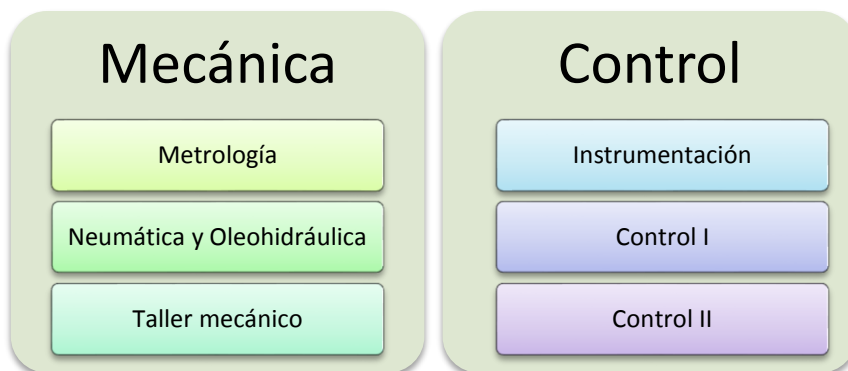 Mecánica
Metrología
Neumática y Oleohidráulica
Taller mecánico
Control
Instrumentación
Control I
Control II